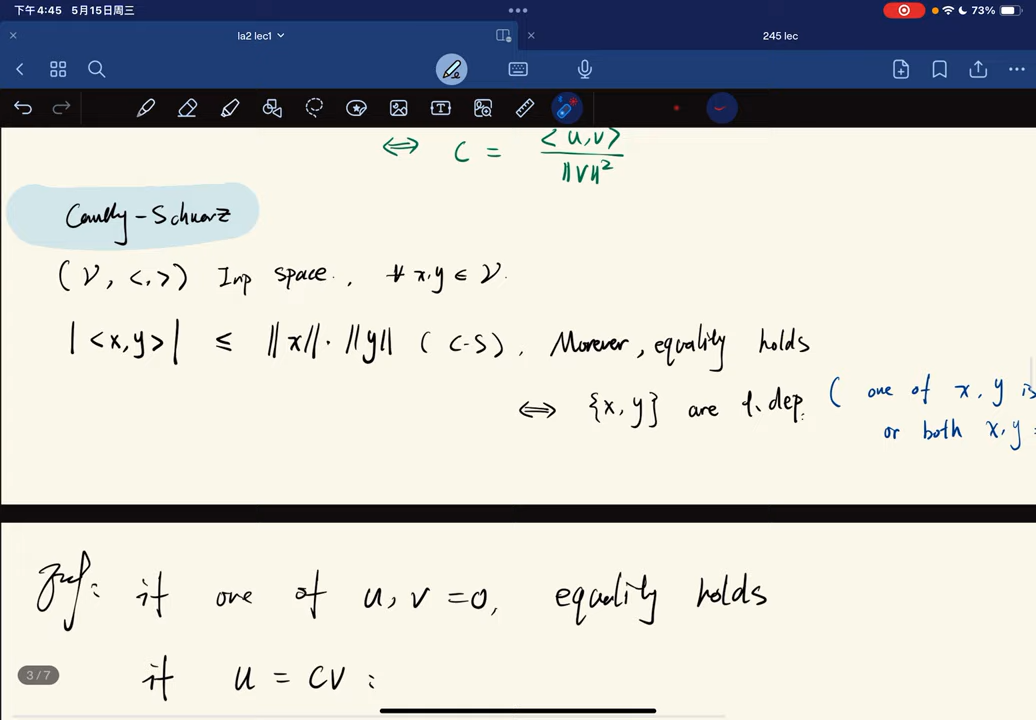 下午4:45 5月15日周三
73%
la2 lec1
245 lec
⟺ C = <u,v> / ||v||²
Cauchy-Schwarz
(V, <,>) Inp space. , ∀ x,y ∈ V.
|<x,y>| ≤ ||x||·||y|| (C-S). Morever, equality holds
⟺ {x,y} are l.dep. ( one of x, y is
or both x,y =
if one of u, v =0, equality holds
3/7
if u = cv :